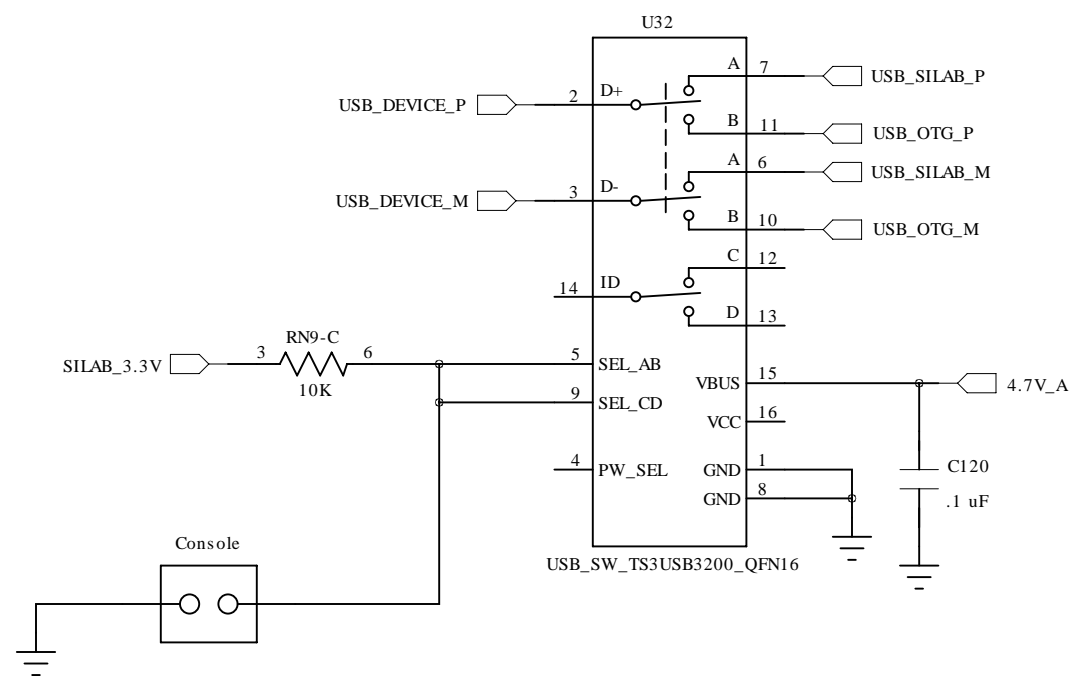 U32
A 7 USB_SILAB_P
USB_DEVICE_P 2 D+
B 11 USB_OTG_P
A 6 USB_SILAB_M
USB_DEVICE_M 3 D-
B 10 USB_OTG_M
C 12
14 ID
D 13
RN9-C
SILAB_3.3V 3 6 5 SEL_AB
10K
VBUS 15 4.7V_A
9 SEL_CD
VCC 16
4 PW_SEL GND 1 C120
GND 8 .1 uF
Console
USB_SW_TS3USB3200_QFN16